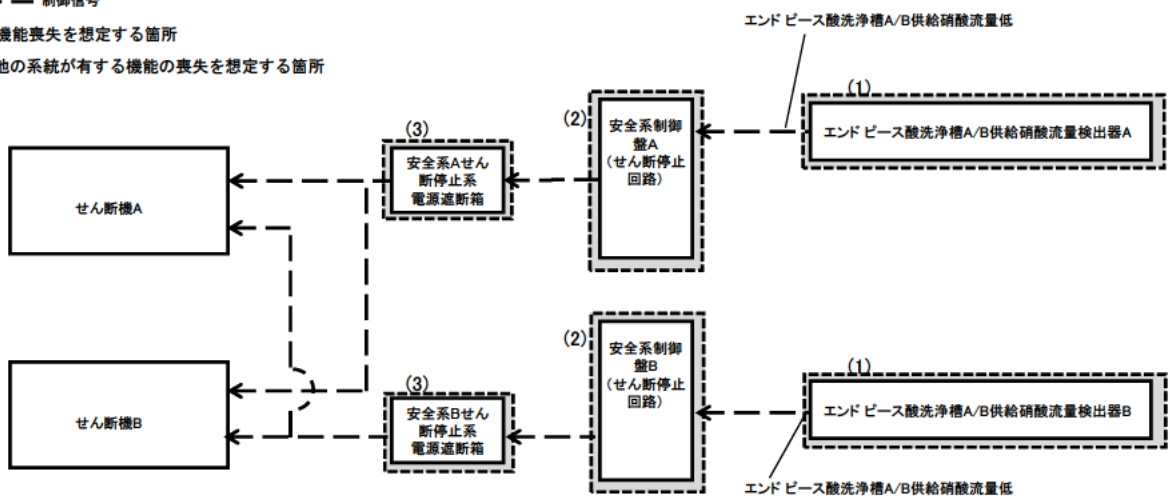 制御信号
機能喪失を想定する箇所
他の系統が有する機能の喪失を想定する箇所
エンドピース酸洗浄槽A/B供給硝酸流量低
(1)
エンドピース酸洗浄槽A/B供給硝酸流量検出器A
(2)
安全系制御
盤A
(せん断停止
回路)
(3)
安全系Aせん
断停止系
電源遮断箱
せん断機A
(1)
エンドピース酸洗浄槽A/B供給硝酸流量検出器B
(2)
安全系制御
盤B
(せん断停止
回路)
(3)
安全系Bせん
断停止系
電源遮断箱
せん断機B
エンドピース酸洗浄槽A/B供給硝酸流量低